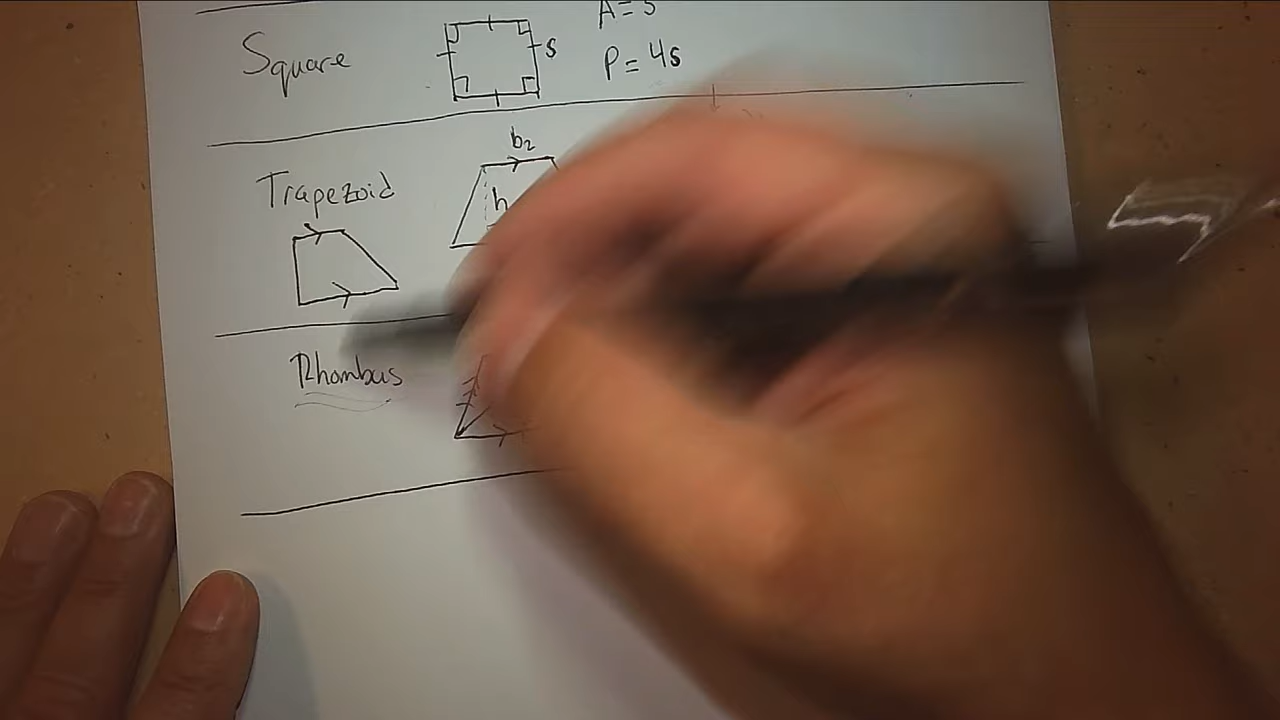 Square
s
A = s
P = 4s
Trapezoid
b2
h
Rhombus